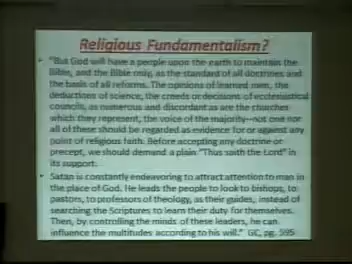 Religious Fundamentalism?
• "But God will have a people upon the earth to maintain the
Bible, and the Bible only, as the standard of all doctrines and
the basis of all reforms. The opinions of learned men, the
deductions of science, the creeds or decisions of ecclesiastical
councils, as numerous and discordant as are the churches
which they represent, the voice of the majority—not one nor
all of these should be regarded as evidence for or against any
point of religious faith. Before accepting any doctrine or
precept, we should demand a plain "Thus saith the Lord" in
its support.
• Satan is constantly endeavoring to attract attention to man in
the place of God. He leads the people to look to bishops, to
pastors, to professors of theology, as their guides, instead of
searching the Scriptures to learn their duty for themselves.
Then, by controlling the minds of these leaders, he can
influence the multitudes according to his will." GC, pg. 595